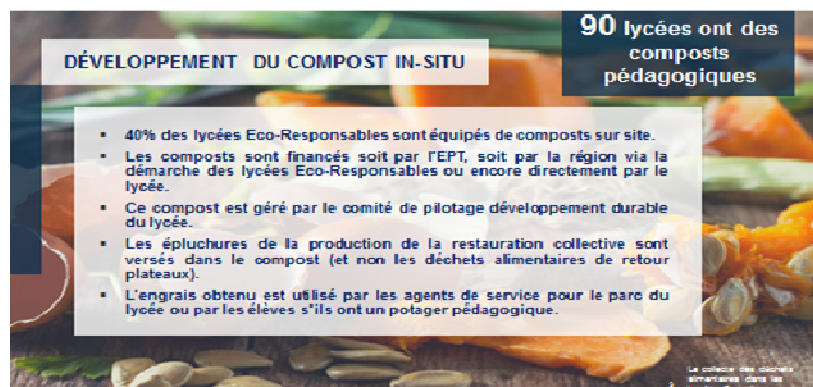 90 lycées ont des
composts
pédagogiques
DÉVELOPPEMENT DU COMPOST IN-SITU
▪ 40% des lycées Eco-Responsables sont équipés de composts sur site.
▪ Les composts sont financés soit par l'EPT, soit par la région via la
démarche des lycées Eco-Responsables ou encore directement par le
lycée.
▪ Ce compost est géré par le comité de pilotage développement durable
du lycée.
▪ Les épluchures de la production de la restauration collective sont
versés dans le compost (et non les déchets alimentaires de retour
plateaux).
▪ L'engrais obtenu est utilisé par les agents de service pour le parc du
lycée ou par les élèves s'ils ont un potager pédagogique.
La collecte des déchets
alimentaires dans les